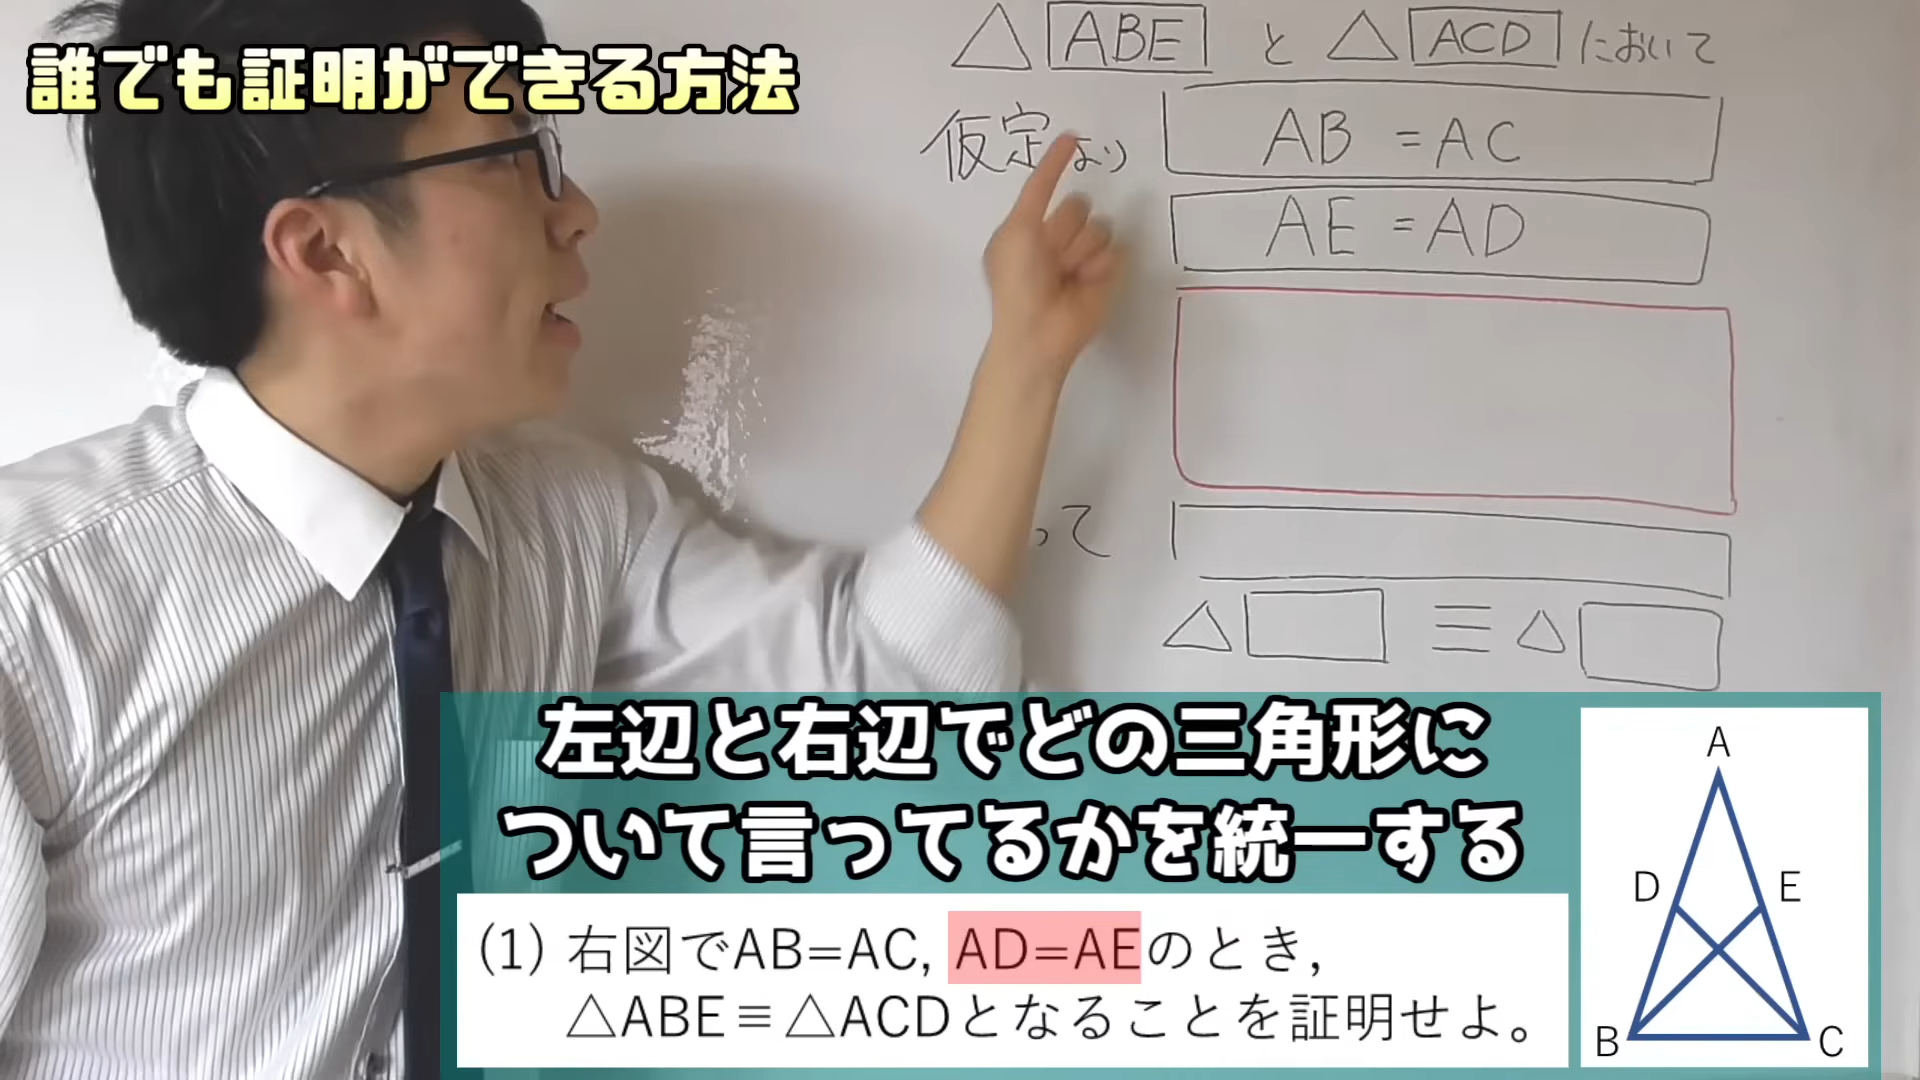 誰でも証明ができる方法
△ ABE と △ ACD において
仮定より AB = AC
AE = AD
って
△ ≡ △
左辺と右辺でどの三角形に
ついて言ってるかを統一する
(1) 右図でAB=AC, AD=AEのとき,
△ABE≡△ACDとなることを証明せよ。
A
D E
B C